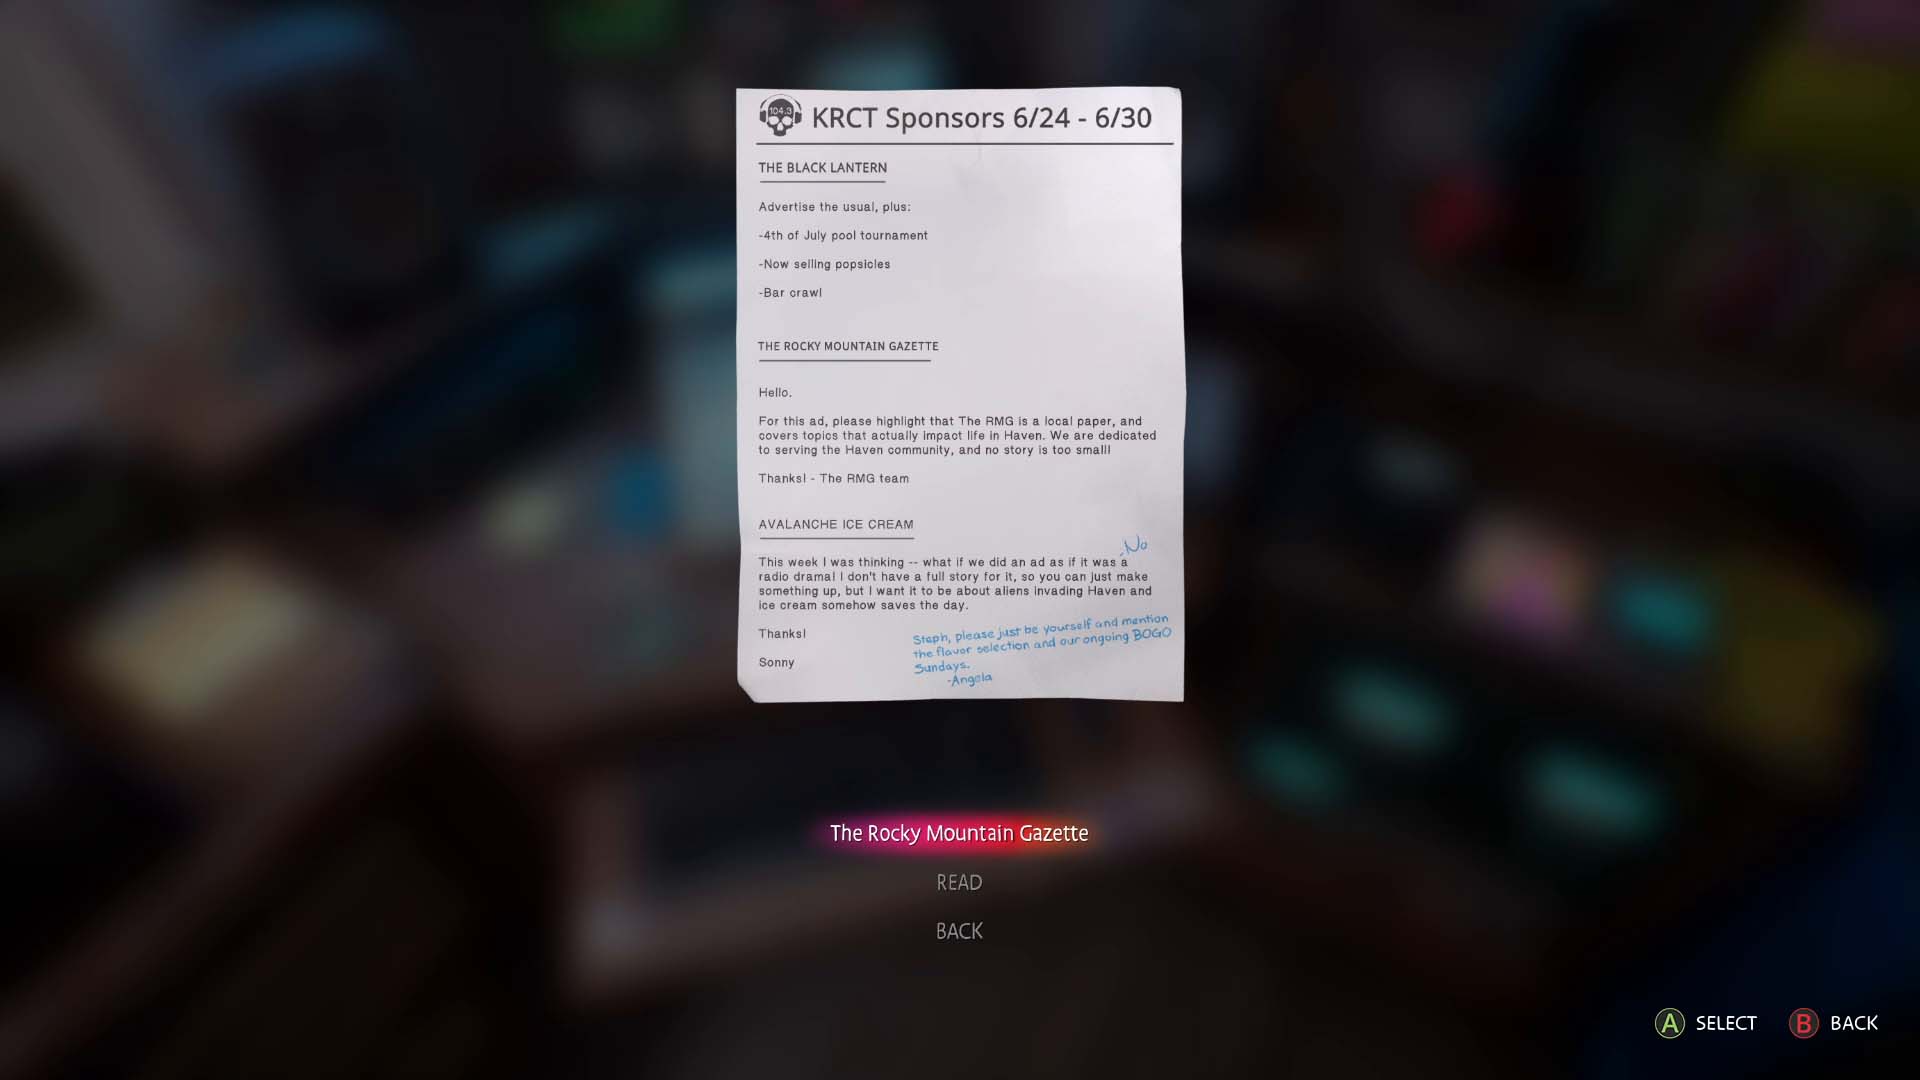 104.3
KRCT Sponsors 6/24 - 6/30
THE BLACK LANTERN
Advertise the usual, plus:
-4th of July pool tournament
-Now selling popsicles
-Bar crawl
THE ROCKY MOUNTAIN GAZETTE
Hello.
For this ad, please highlight that The RMG is a local paper, and
covers topics that actually impact life in Haven. We are dedicated
to serving the Haven community, and no story is too small!
Thanks! - The RMG team
AVALANCHE ICE CREAM
-No
This week I was thinking -- what if we did an ad as if it was a
radio drama! I don't have a full story for it, so you can just make
something up, but I want it to be about aliens invading Haven and
ice cream somehow saves the day.
Thanks!
Sonny
Steph, please just be yourself and mention
the flavor selection and our ongoing BOGO
Sundays.
-Angela
The Rocky Mountain Gazette
READ
BACK
A SELECT B BACK